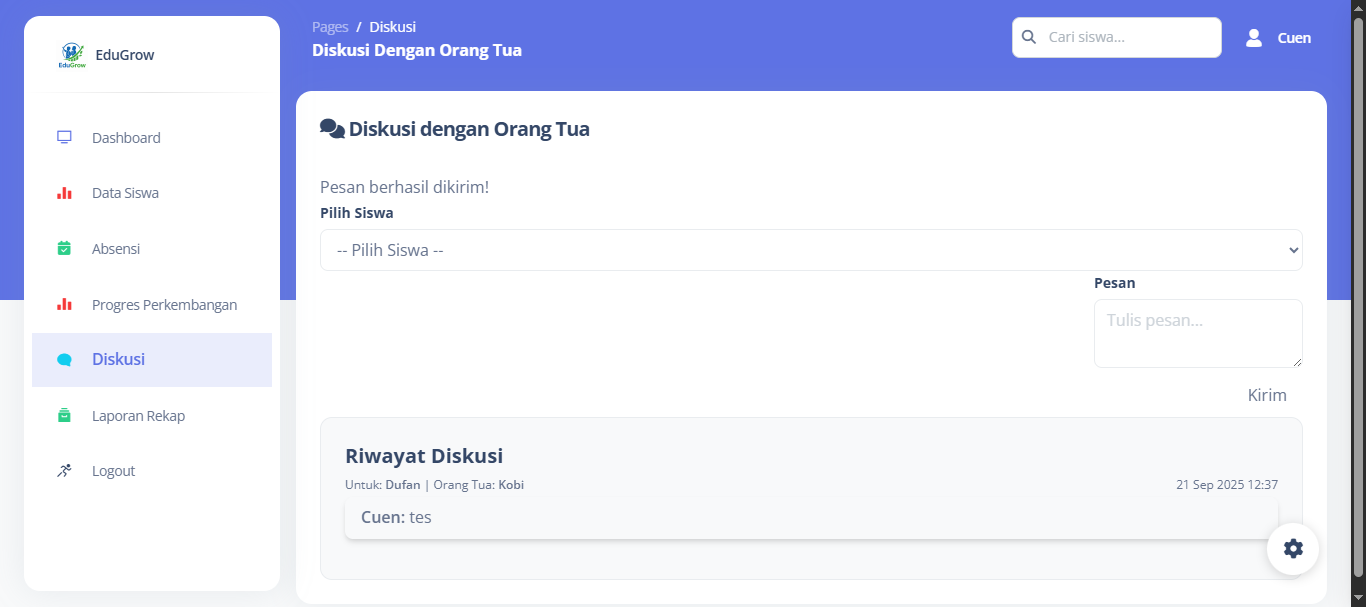 EduGrow
EduGrow
Dashboard
Data Siswa
Absensi
Progres Perkembangan
Diskusi
Laporan Rekap
Logout
Pages / Diskusi
Diskusi Dengan Orang Tua
Cari siswa...
Cuen
Diskusi dengan Orang Tua
Pesan berhasil dikirim!
Pilih Siswa
-- Pilih Siswa --
Pesan
Tulis pesan...
Kirim
Riwayat Diskusi
Untuk: Dufan | Orang Tua: Kobi 21 Sep 2025 12:37
Cuen: tes